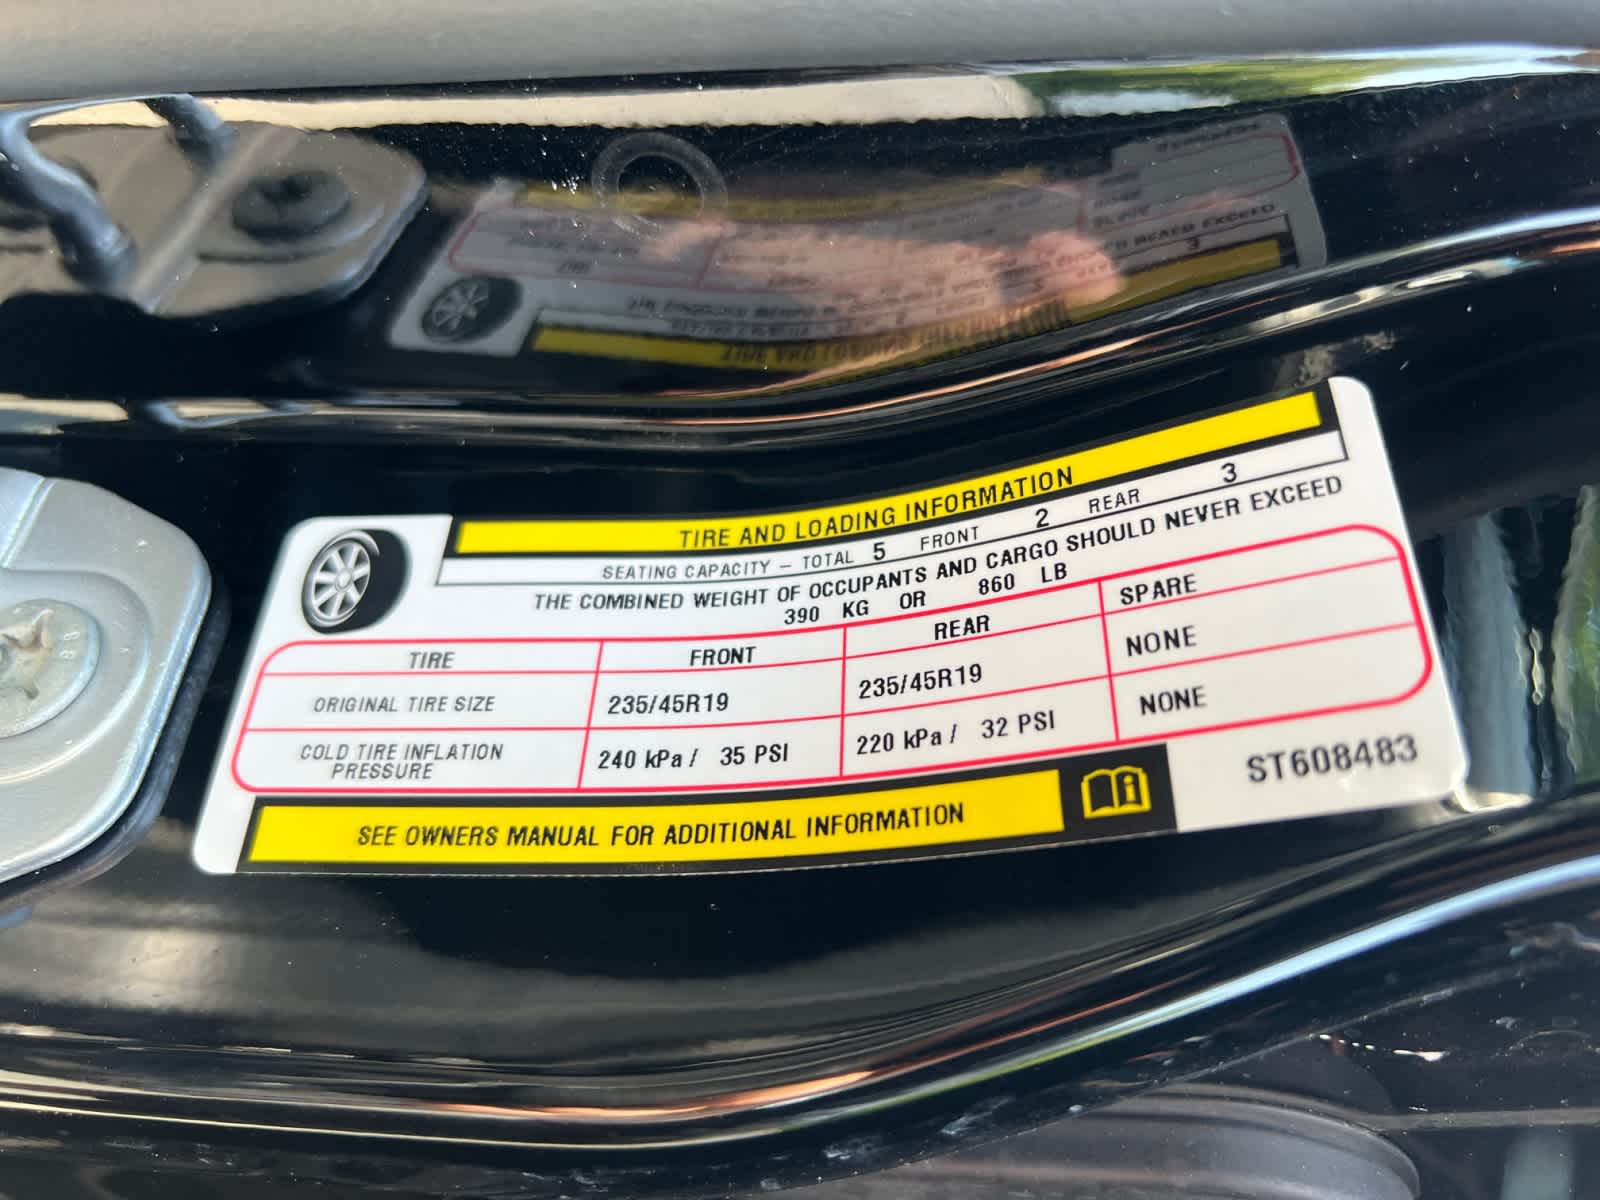 TIRE AND LOADING INFORMATION
SEATING CAPACITY – TOTAL 5 FRONT 2 REAR 3
THE COMBINED WEIGHT OF OCCUPANTS AND CARGO SHOULD NEVER EXCEED
390 KG OR 860 LB
TIRE FRONT REAR SPARE
ORIGINAL TIRE SIZE 235/45R19 235/45R19 NONE
COLD TIRE INFLATION PRESSURE 240 kPa / 35 PSI 220 kPa / 32 PSI NONE
SEE OWNERS MANUAL FOR ADDITIONAL INFORMATION
ST608483